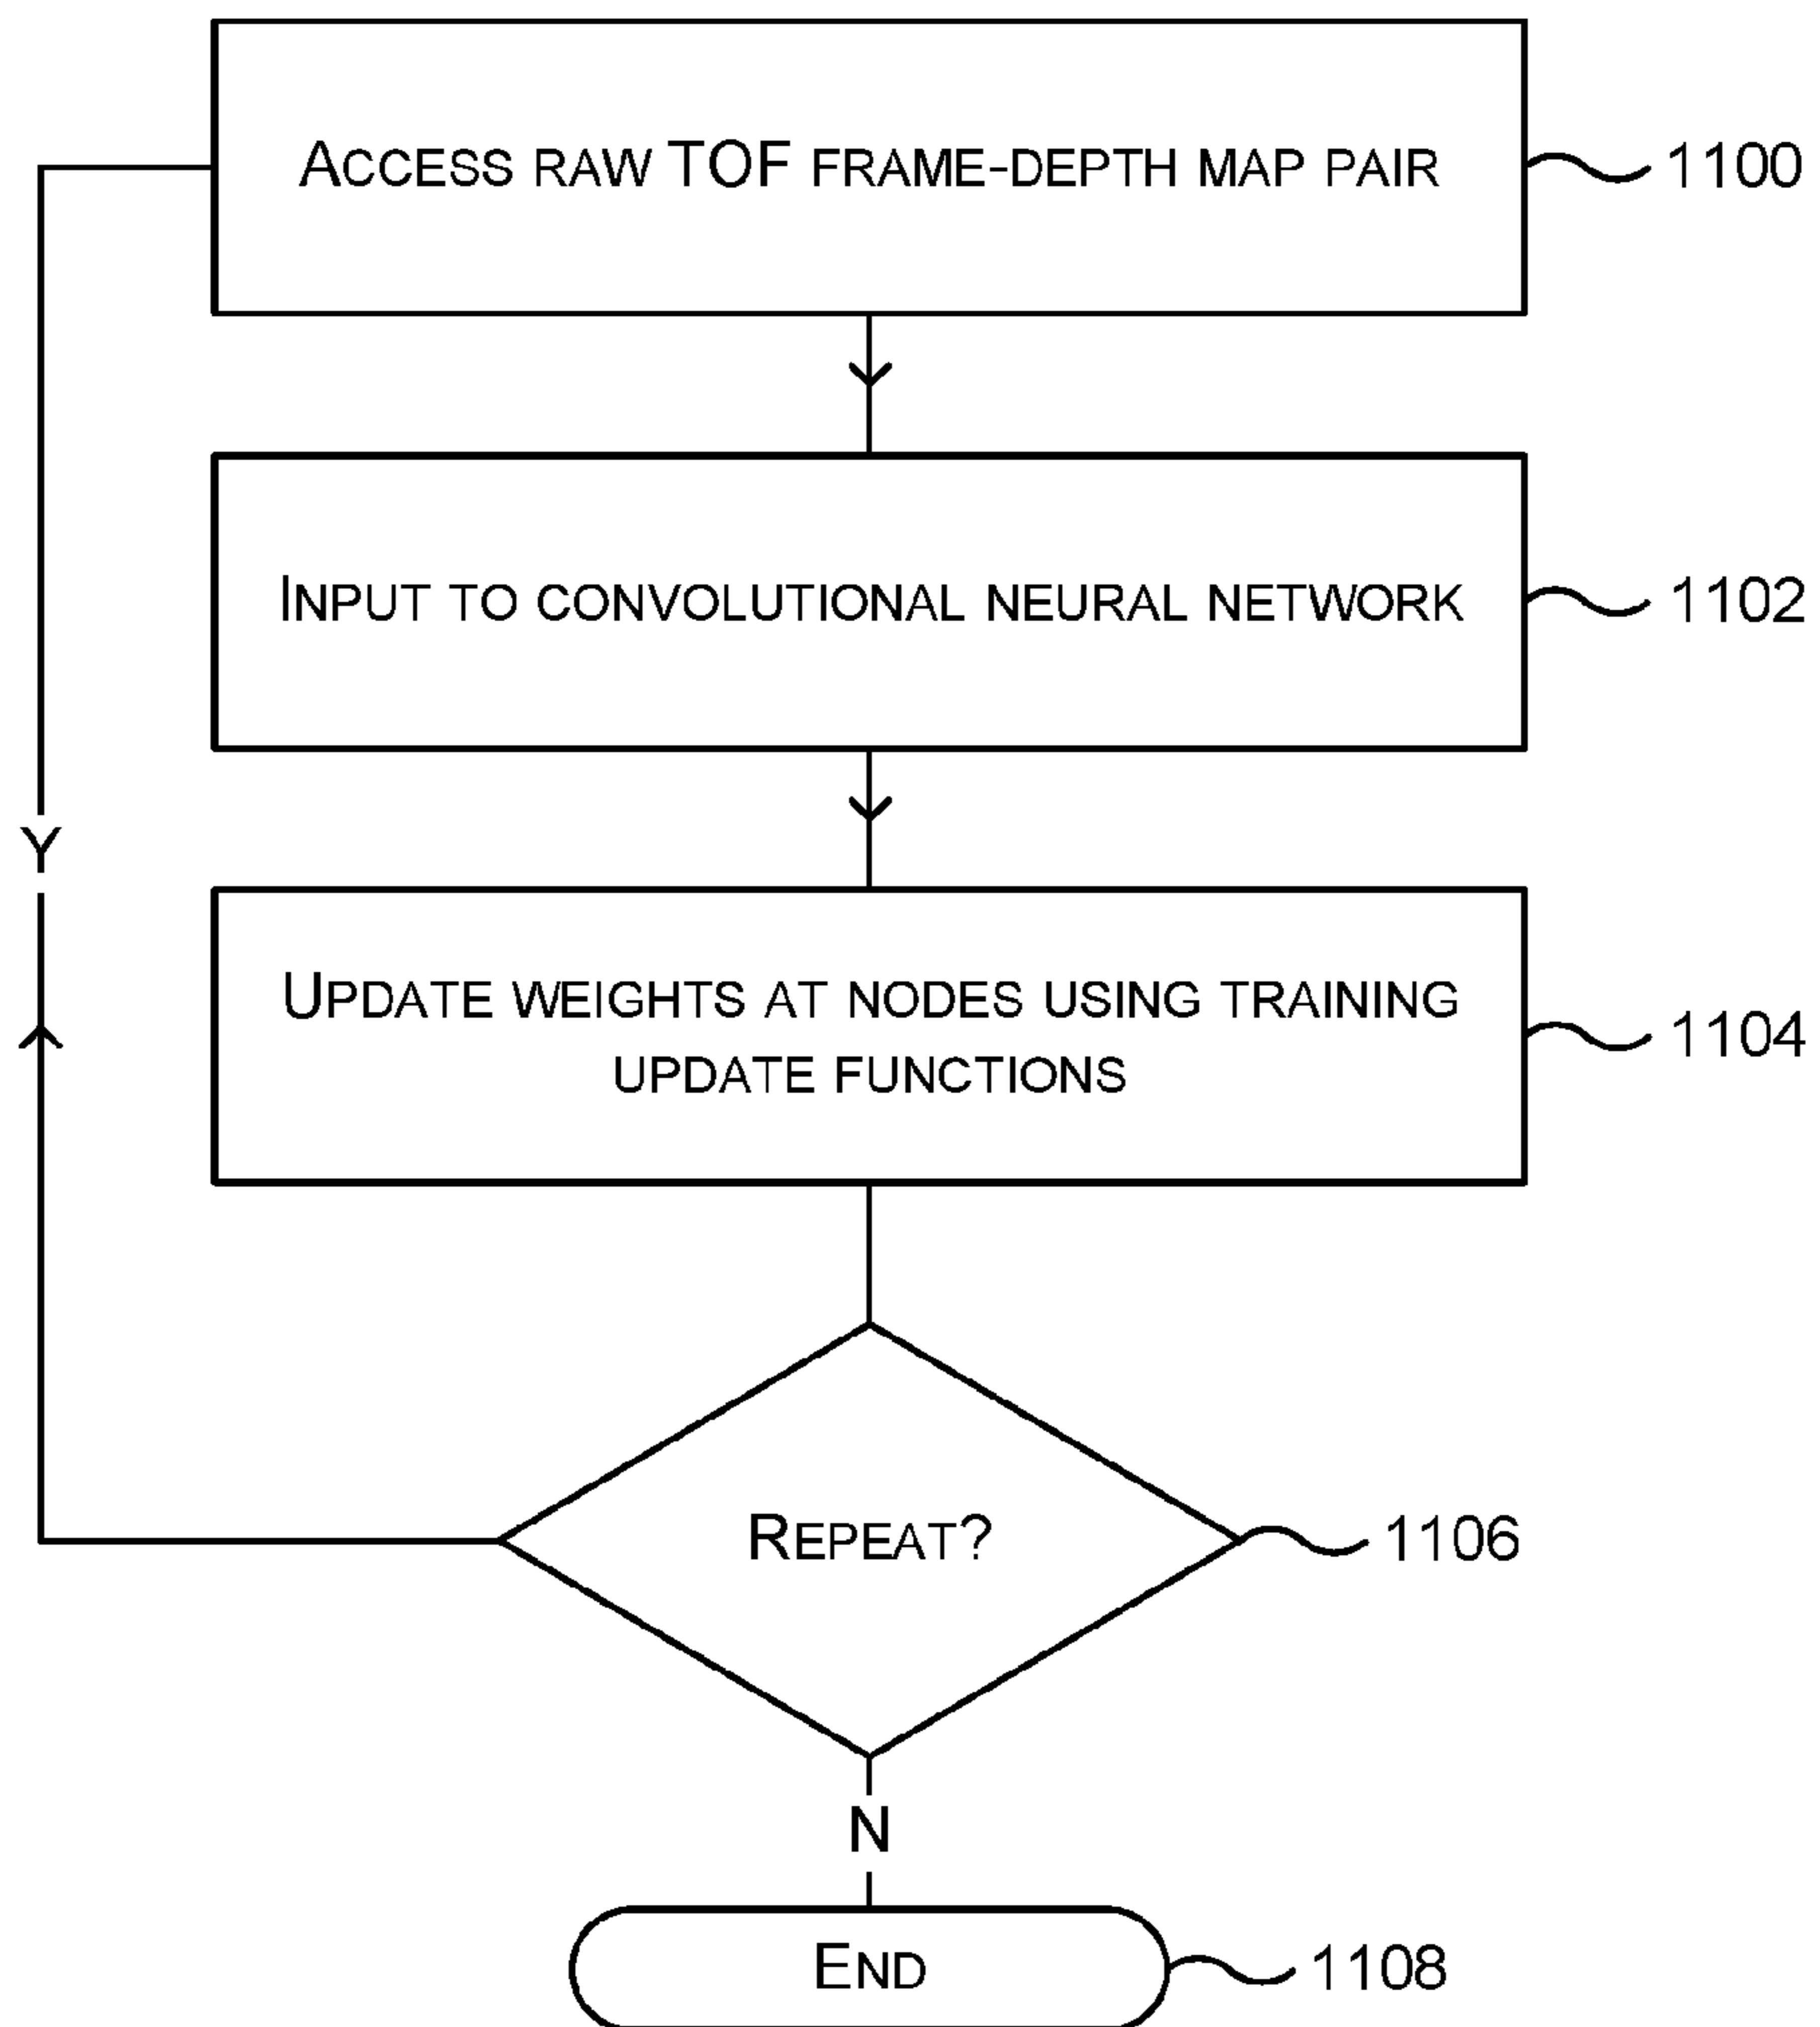 ACCESS RAW TOF FRAME-DEPTH MAP PAIR
1100
INPUT TO CONVOLUTIONAL NEURAL NETWORK
1102
Y
UPDATE WEIGHTS AT NODES USING TRAINING
UPDATE FUNCTIONS
1104
REPEAT?
1106
N
END
1108